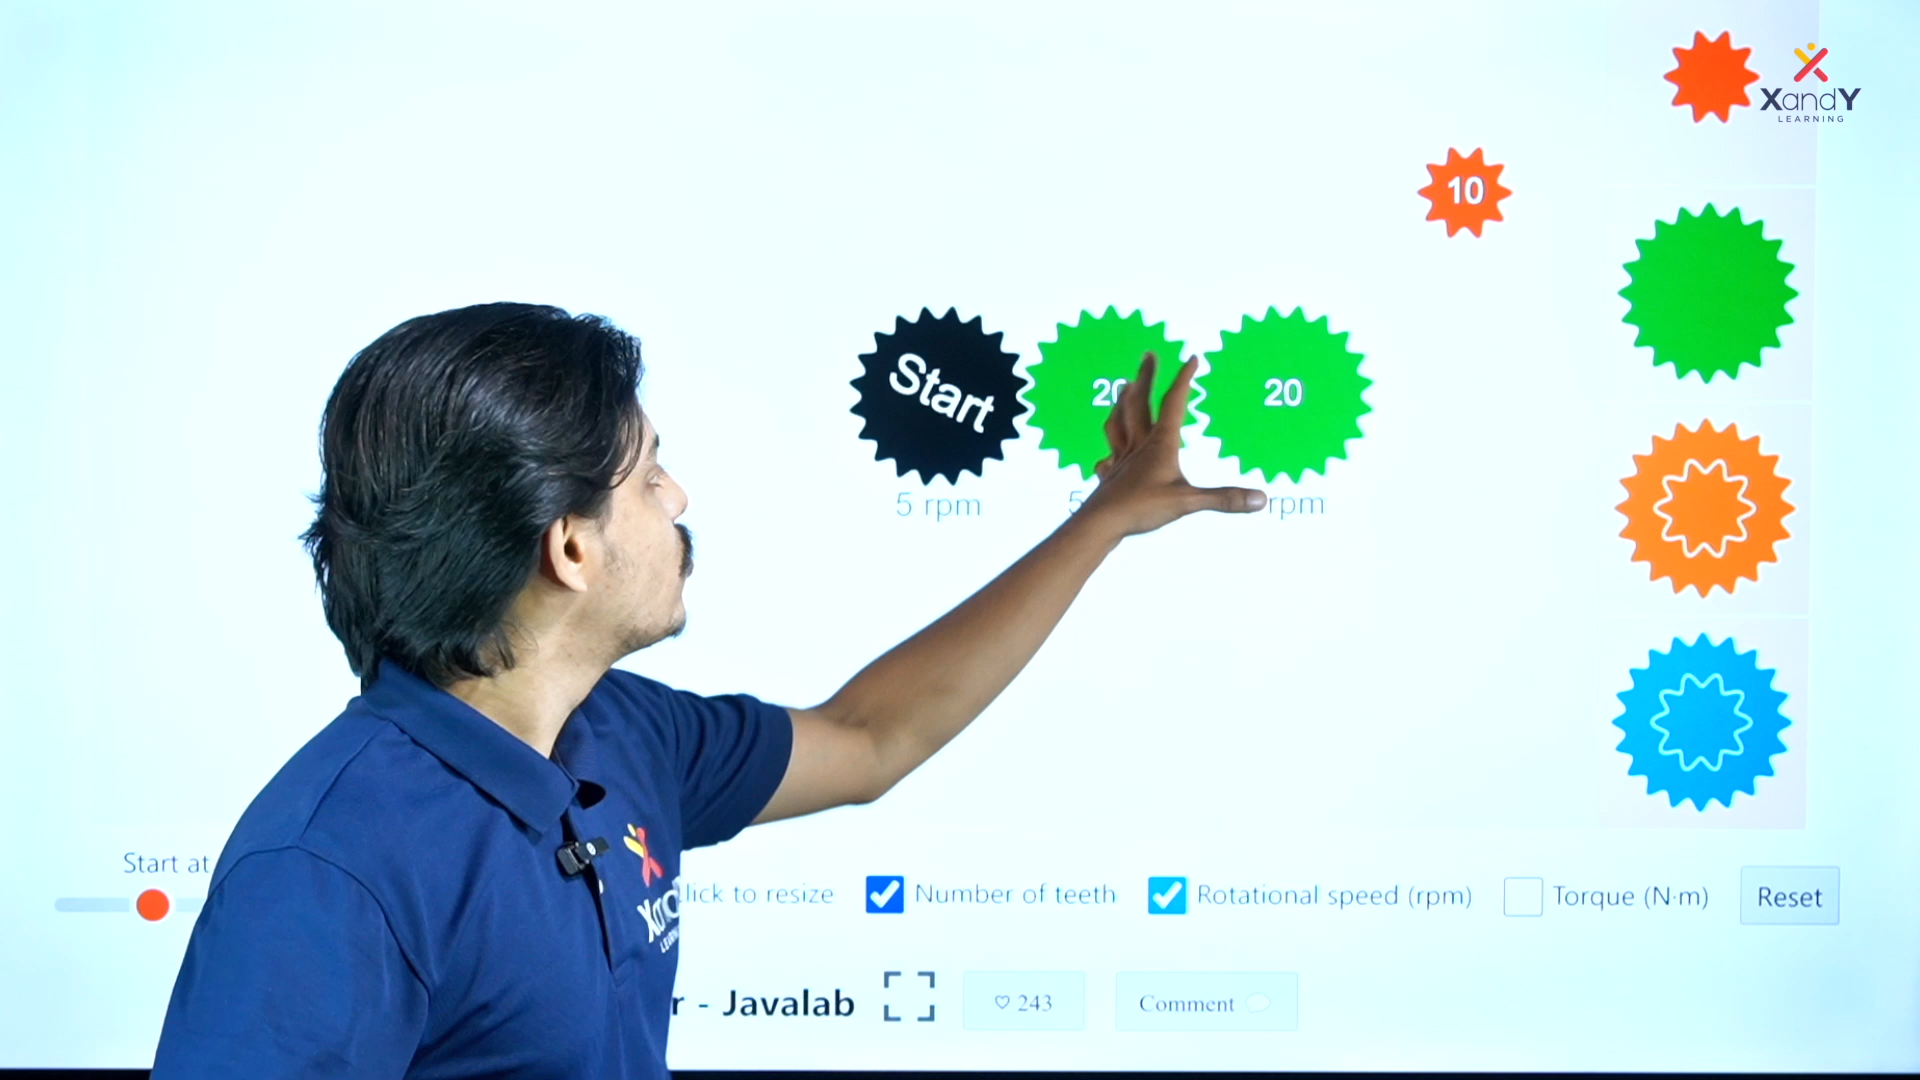 XandY
LEARNING
10
Start
20
20
5 rpm
5
rpm
Start at
lick to resize
Number of teeth
Rotational speed (rpm)
Torque (N·m)
Reset
r - Javalab
♡ 243
Comment